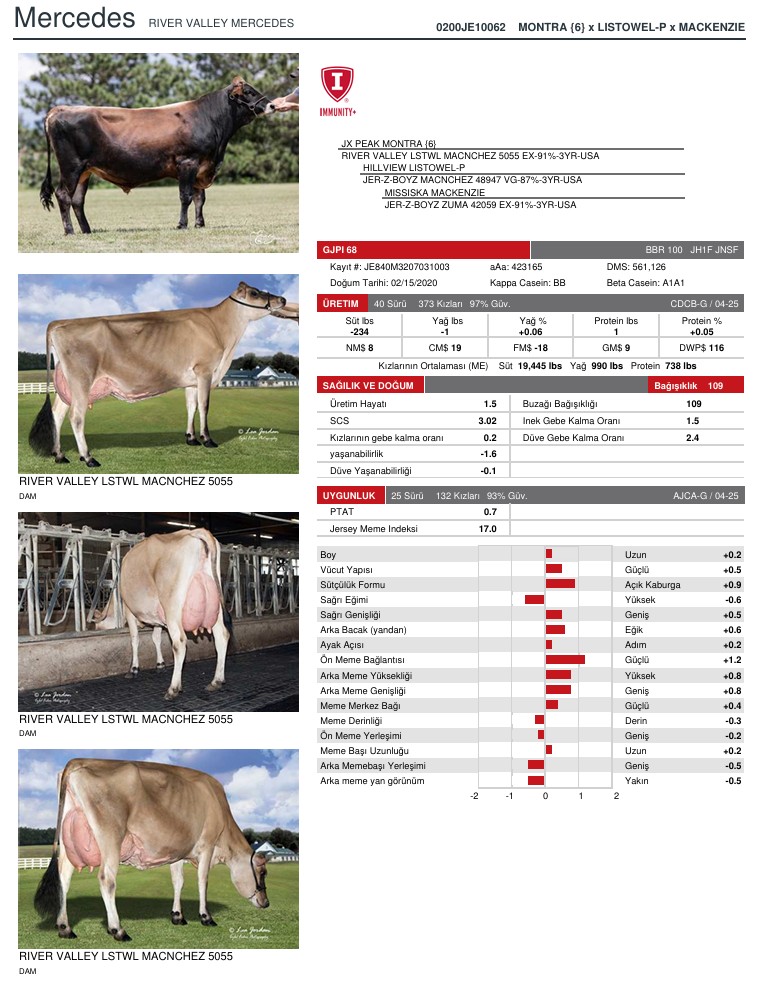 Mercedes RIVER VALLEY MERCEDES
0200JE10062 MONTRA {6} x LISTOWEL-P x MACKENZIE
I
®
IMMUNITY+
JX PEAK MONTRA {6}
RIVER VALLEY LSTWL MACNCHEZ 5055 EX-91%-3YR-USA
HILLVIEW LISTOWEL-P
JER-Z-BOYZ MACNCHEZ 48947 VG-87%-3YR-USA
MISSISKA MACKENZIE
JER-Z-BOYZ ZUMA 42059 EX-91%-3YR-USA
GJPI 68 BBR 100 JH1F JNSF
Kayıt #: JE840M3207031003 aAa: 423165 DMS: 561,126
Doğum Tarihi: 02/15/2020 Kappa Casein: BB Beta Casein: A1A1
ÜRETIM 40 Sürü 373 Kızları 97% Güv. CDCB-G / 04-25
Süt lbs Yağ lbs Yağ % Protein lbs Protein %
-234 -1 +0.06 1 +0.05
NM$ 8 CM$ 19 FM$ -18 GM$ 9 DWP$ 116
Kızlarının Ortalaması (ME) Süt 19,445 lbs Yağ 990 lbs Protein 738 lbs
SAĞILIK VE DOĞUM Bağışıklık 109
Üretim Hayatı 1.5 Buzağı Bağışıklığı 109
SCS 3.02 Inek Gebe Kalma Oranı 1.5
Kızlarının gebe kalma oranı 0.2 Düve Gebe Kalma Oranı 2.4
yaşanabilirlik -1.6
Düve Yaşanabilirliği -0.1
UYGUNLUK 25 Sürü 132 Kızları 93% Güv. AJCA-G / 04-25
PTAT 0.7
Jersey Meme Indeksi 17.0
Boy Uzun +0.2
Vücut Yapısı Güçlü +0.5
Sütçülük Formu Açık Kaburga +0.9
Sağrı Eğimi Yüksek -0.6
Sağrı Genişliği Geniş +0.5
Arka Bacak (yandan) Eğik +0.6
Ayak Açısı Adım +0.2
Ön Meme Bağlantısı Güçlü +1.2
Arka Meme Yüksekliği Yüksek +0.8
Arka Meme Genişliği Geniş +0.8
Meme Merkez Bağı Güçlü +0.4
Meme Derinliği Derin -0.3
Ön Meme Yerleşimi Geniş -0.2
Meme Başı Uzunluğu Uzun +0.2
Arka Memebaşı Yerleşimi Geniş -0.5
Arka meme yan görünüm Yakın -0.5
-2 -1 0 1 2
© Lea Jordan
RIVER VALLEY LSTWL MACNCHEZ 5055
DAM
© Lea Jordan
RIVER VALLEY LSTWL MACNCHEZ 5055
DAM
© Lea Jordan
RIVER VALLEY LSTWL MACNCHEZ 5055
DAM